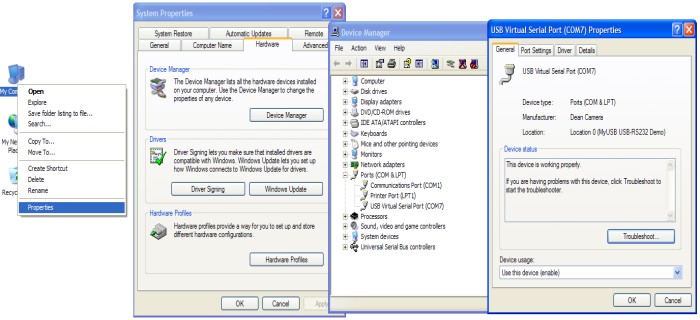 My Com
My Ne
Plac
Recyc
Open
Explore
Save folder listing to file...
Search...
Copy To...
Move To...
Create Shortcut
Delete
Rename
Properties
System Properties
System Restore
Automatic Updates
Remote
General
Computer Name
Hardware
Advanced
Device Manager
The Device Manager lists all the hardware devices installed
on your computer. Use the Device Manager to change the
properties of any device.
Device Manager
Drivers
Driver Signing lets you make sure that installed drivers are
compatible with Windows. Windows Update lets you set up
how Windows connects to Windows Update for drivers.
Driver Signing
Windows Update
Hardware Profiles
Hardware profiles provide a way for you to set up and store
different hardware configurations.
Hardware Profiles
OK
Cancel
Apply
Device Manager
File Action View Help
Computer
Disk drives
Display adapters
DVD/CD-ROM drives
IDE ATA/ATAPI controllers
Keyboards
Mice and other pointing devices
Monitors
Network adapters
Ports (COM & LPT)
Communications Port (COM1)
Printer Port (LPT1)
USB Virtual Serial Port (COM7)
Processors
Sound, video and game controllers
System devices
Universal Serial Bus controllers
USB Virtual Serial Port (COM7) Properties
General
Port Settings
Driver
Details
USB Virtual Serial Port (COM7)
Device type: Ports (COM & LPT)
Manufacturer: Dean Camera
Location: Location 0 (MyUSB USB-RS232 Demo)
Device status
This device is working properly.
If you are having problems with this device, click Troubleshoot to
start the troubleshooter.
Troubleshoot...
Device usage:
Use this device (enable)
OK
Cancel